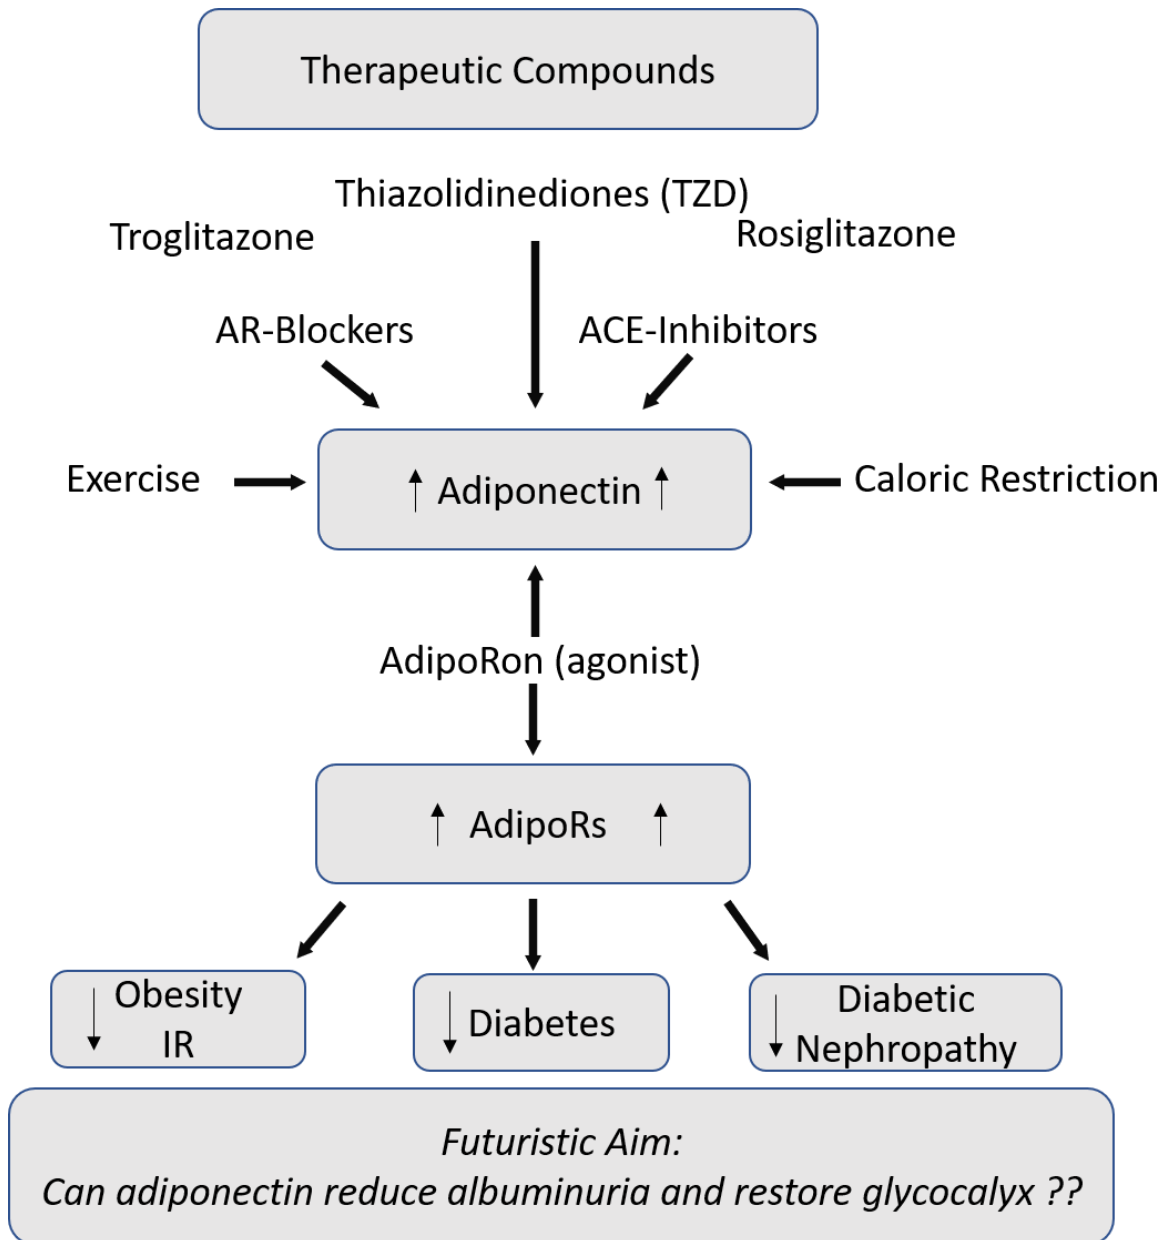 Therapeutic Compounds
Thiazolidinediones (TZD)
Troglitazone
Rosiglitazone
AR-Blockers
ACE-Inhibitors
Exercise
Adiponectin
Caloric Restriction
AdipoRon (agonist)
AdipoRs
Obesity
IR
Diabetes
Diabetic
Nephropathy
Futuristic Aim:
Can adiponectin reduce albuminuria and restore glycocalyx ??